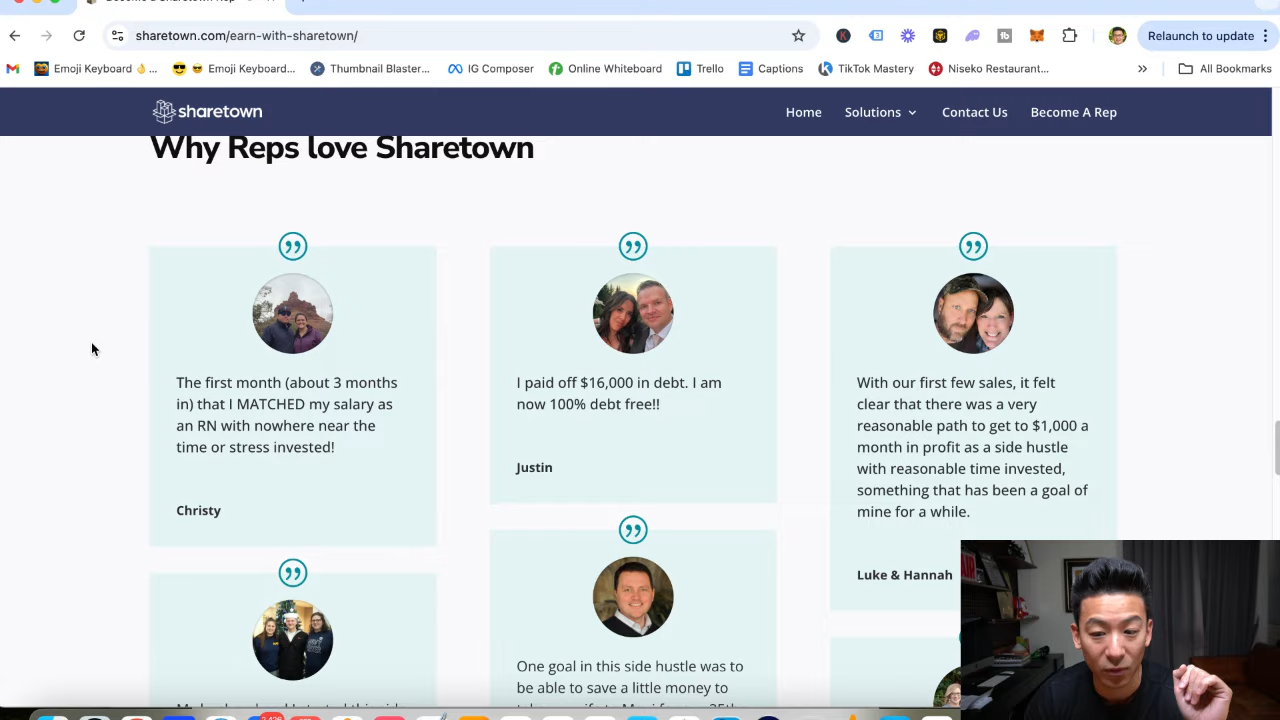 sharetown.com/earn-with-sharetown/
Relaunch to update
Emoji Keyboard
Emoji Keyboard...
Thumbnail Blaster...
IG Composer
Online Whiteboard
Trello
Captions
TikTok Mastery
Niseko Restaurant...
All Bookmarks
sharetown
Home
Solutions
Contact Us
Become A Rep
Why Reps love Sharetown
The first month (about 3 months
in) that I MATCHED my salary as
an RN with nowhere near the
time or stress invested!
Christy
I paid off $16,000 in debt. I am
now 100% debt free!!
Justin
With our first few sales, it felt
clear that there was a very
reasonable path to get to $1,000 a
month in profit as a side hustle
with reasonable time invested,
something that has been a goal of
mine for a while.
Luke & Hannah
One goal in this side hustle was to
be able to save a little money to